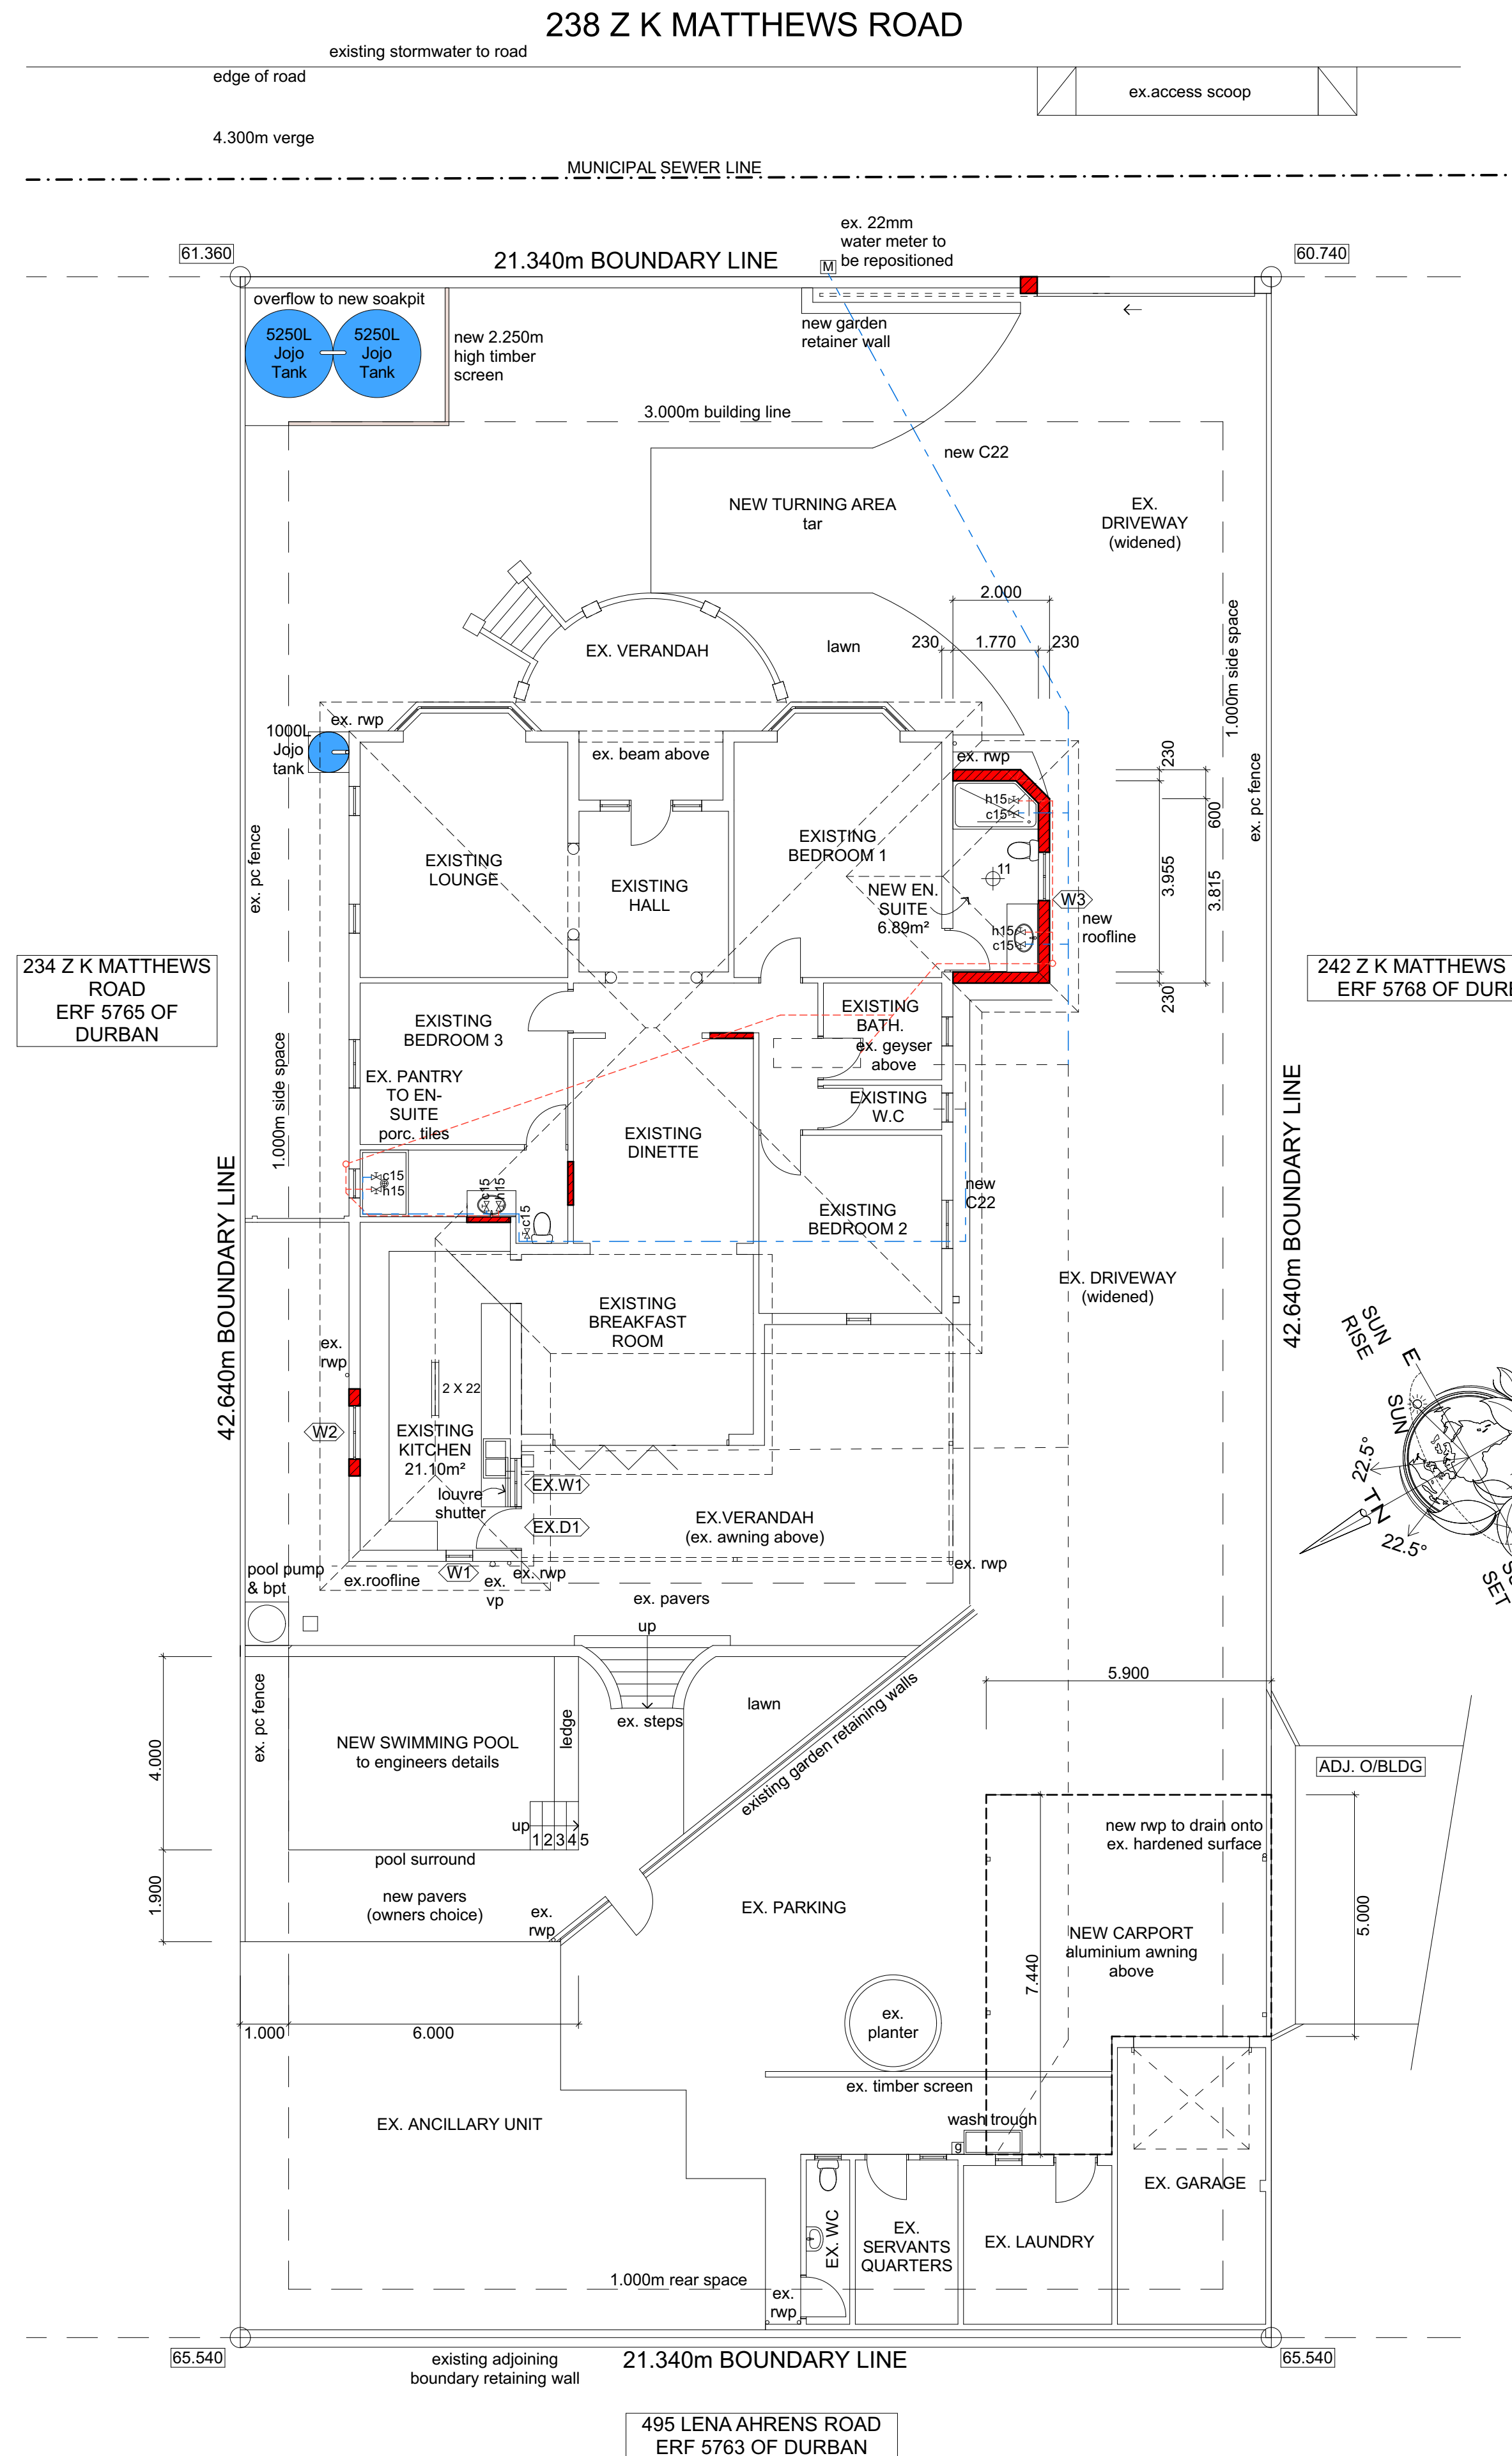 238 Z K MATTHEWS ROAD
existing stormwater to road
edge of road
ex.access scoop
4.300m verge
MUNICIPAL SEWER LINE
ex. 22mm
water meter to
be repositioned
61.360
21.340m BOUNDARY LINE
M
60.740
overflow to new soakpit
5250L
Jojo
Tank
5250L
Jojo
Tank
new 2.250m
high timber
screen
new garden
retainer wall
3.000m building line
new C22
NEW TURNING AREA
tar
EX.
DRIVEWAY
(widened)
2.000
230
1.770
230
EX. VERANDAH
lawn
1.000m side space
ex. rwp
1000L
Jojo
tank
ex. beam above
ex. rwp
230
600
3.955
3.815
230
ex. pc fence
ex. pc fence
h15
c15
EXISTING
LOUNGE
EXISTING
HALL
EXISTING
BEDROOM 1
11
NEW EN.
SUITE
6.89m²
W3
h15
c15
new
roofline
234 Z K MATTHEWS
ROAD
ERF 5765 OF
DURBAN
242 Z K MATTHEWS
ERF 5768 OF
EXISTING
BEDROOM 3
EXISTING
BATH.
ex. geyser
above
1.000m side space
EX. PANTRY
TO EN-
SUITE
porc. tiles
EXISTING
W.C
EXISTING
DINETTE
c15
h15
c15
h15
c15
new
C22
EXISTING
BEDROOM 2
42.640m BOUNDARY LINE
42.640m BOUNDARY LINE
EX. DRIVEWAY
(widened)
EXISTING
BREAKFAST
ROOM
ex.
rwp
2 X 22
W2
EXISTING
KITCHEN
21.10m²
louvre
shutter
EX.W1
EX.D1
EX.VERANDAH
(ex. awning above)
SUN
RISE
E
SUN
22.5°
TN
22.5°
SET
pool pump
& bpt
ex.roofline
W1
ex.
vp
ex. rwp
ex. rwp
ex. pavers
up
5.900
ex. pc fence
4.000
NEW SWIMMING POOL
to engineers details
ledge
ex. steps
lawn
existing garden retaining walls
ADJ. O/BLDG
up
1 2 3 4 5
new rwp to drain onto
ex. hardened surface
pool surround
1.900
new pavers
(owners choice)
ex.
rwp
EX. PARKING
5.000
NEW CARPORT
aluminium awning
above
7.440
ex.
planter
1.000
6.000
ex. timber screen
EX. ANCILLARY UNIT
wash trough
g
EX. GARAGE
EX. WC
EX.
SERVANTS
QUARTERS
EX. LAUNDRY
1.000m rear space
ex.
rwp
65.540
existing adjoining
boundary retaining wall
21.340m BOUNDARY LINE
65.540
495 LENA AHRENS ROAD
ERF 5763 OF DURBAN